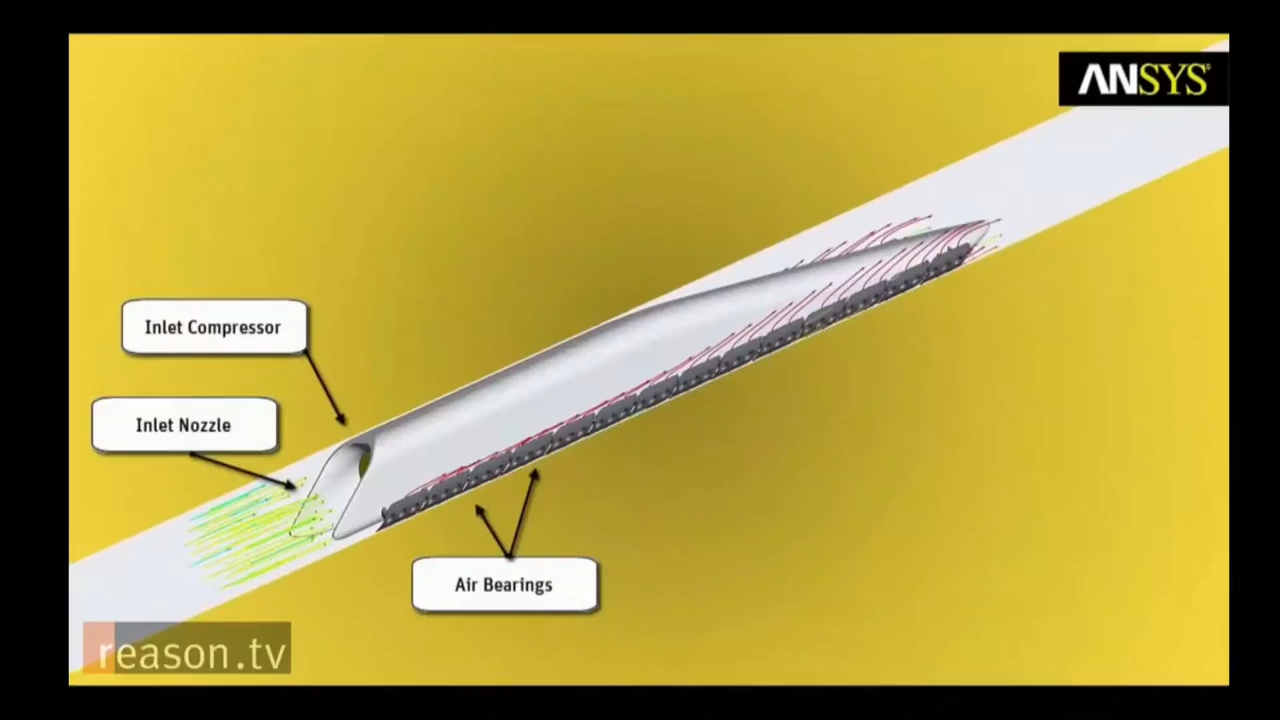 ANSYS
Inlet Compressor
Inlet Nozzle
Air Bearings
reason.tv